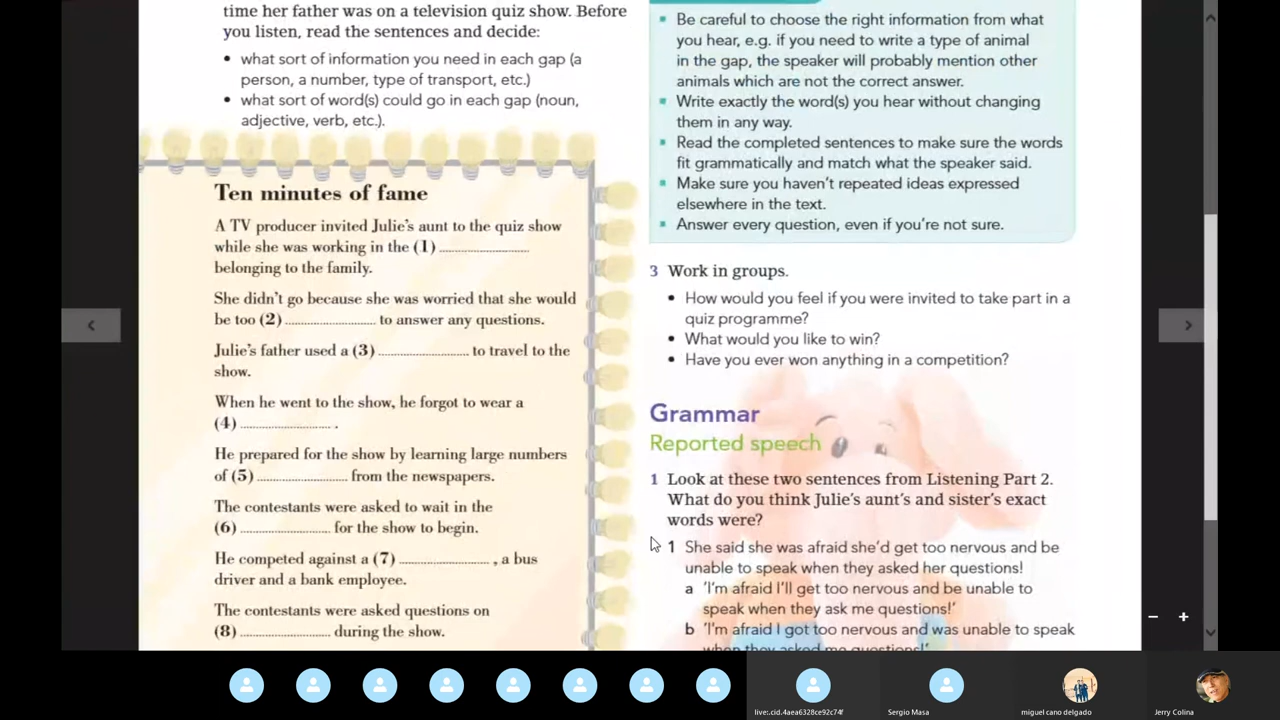 time her father was on a television quiz show. Before
you listen, read the sentences and decide:
• what sort of information you need in each gap (a
person, a number, type of transport, etc.)
• what sort of word(s) could go in each gap (noun,
adjective, verb, etc.).
Ten minutes of fame
A TV producer invited Julie's aunt to the quiz show
while she was working in the (1) ..............................
belonging to the family.
She didn't go because she was worried that she would
be too (2) .............................. to answer any questions.
Julie's father used a (3) .............................. to travel to the
show.
When he went to the show, he forgot to wear a
(4) .............................. .
He prepared for the show by learning large numbers
of (5) .............................. from the newspapers.
The contestants were asked to wait in the
(6) .............................. for the show to begin.
He competed against a (7) .............................. , a bus
driver and a bank employee.
The contestants were asked questions on
(8) .............................. during the show.
▪ Be careful to choose the right information from what
you hear, e.g. if you need to write a type of animal
in the gap, the speaker will probably mention other
animals which are not the correct answer.
▪ Write exactly the word(s) you hear without changing
them in any way.
▪ Read the completed sentences to make sure the words
fit grammatically and match what the speaker said.
▪ Make sure you haven't repeated ideas expressed
elsewhere in the text.
▪ Answer every question, even if you're not sure.
3 Work in groups.
• How would you feel if you were invited to take part in a
quiz programme?
• What would you like to win?
• Have you ever won anything in a competition?
Grammar
Reported speech
1 Look at these two sentences from Listening Part 2.
What do you think Julie's aunt's and sister's exact
words were?
1 She said she was afraid she'd get too nervous and be
unable to speak when they asked her questions!
a 'I'm afraid I'll get too nervous and be unable to
speak when they ask me questions!'
b 'I'm afraid I got too nervous and was unable to speak
when they asked me questions!'
live:.cid.4aea6328ce92c74f
Sergio Masa
miguel cano delgado
Jerry Colina